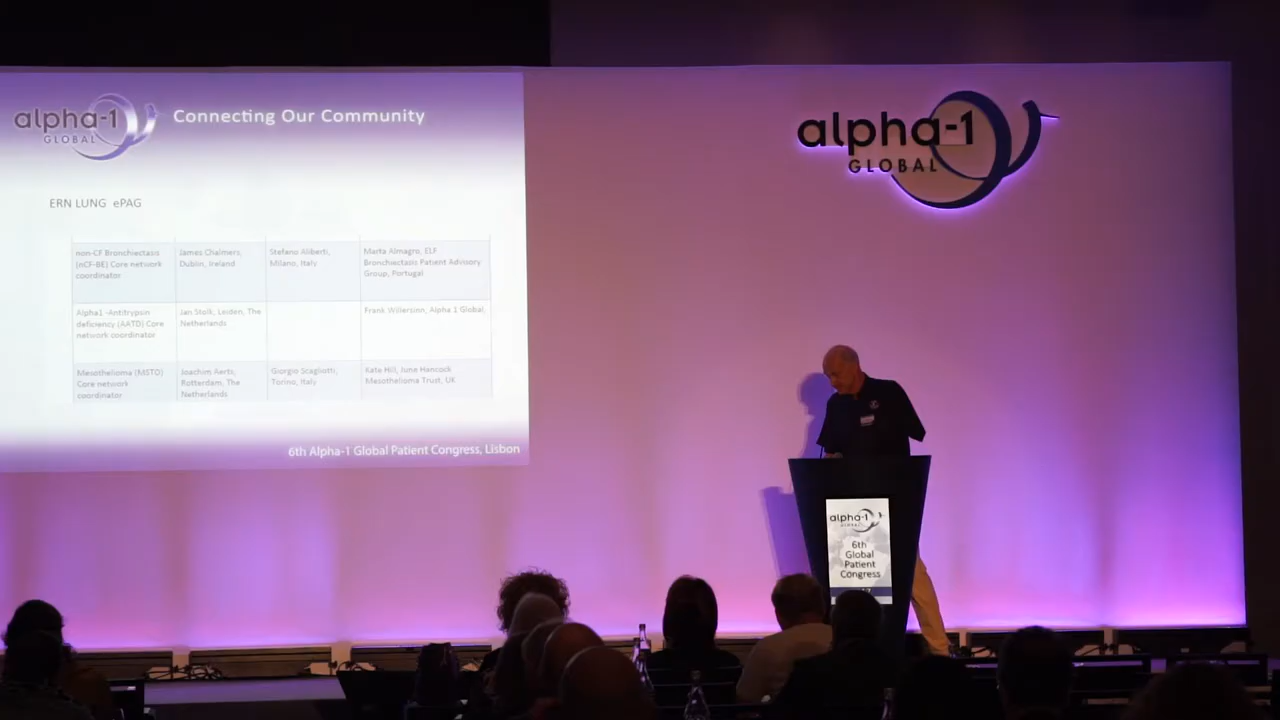 alpha-1
GLOBAL
Connecting Our Community
ERN LUNG ePAG
non-CF Bronchiectasis
(nCF-BE) Core network
coordinator
James Chalmers,
Dublin, Ireland
Stefano Aliberti,
Milano, Italy
Marta Almagro, ELF
Bronchiectasis Patient Advisory
Group, Portugal
Alpha1 -Antitrypsin
deficiency (AATD) Core
network coordinator
Jan Stolk, Leiden, The
Netherlands
Frank Willersinn, Alpha 1 Global,
Mesothelioma (MSTO)
Core network
coordinator
Joachim Aerts,
Rotterdam, The
Netherlands
Giorgio Scagliotti,
Torino, Italy
Kate Hill, June Hancock
Mesothelioma Trust, UK
6th Alpha-1 Global Patient Congress, Lisbon
alpha-1
GLOBAL
alpha-1
GLOBAL
6th
Global
Patient
Congress